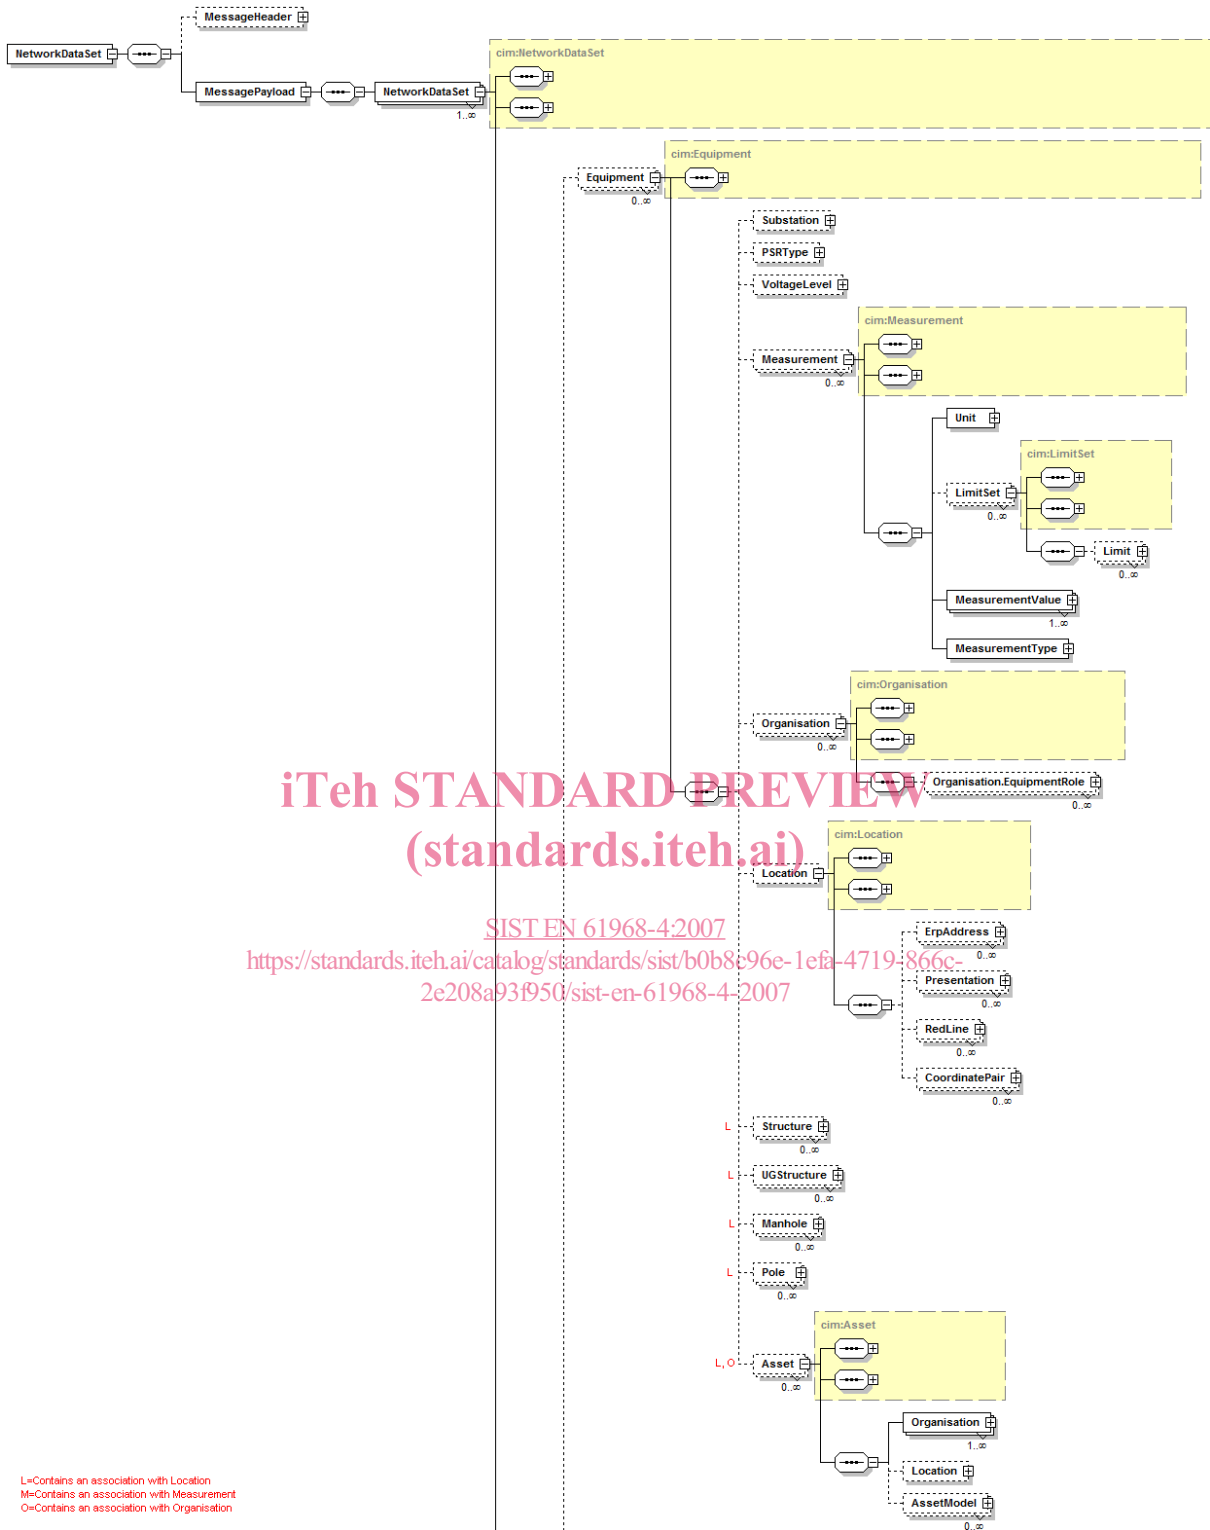 MessageHeader
NetworkDataSet
cim:NetworkDataSet
MessagePayload
NetworkDataSet
1..∞
cim:Equipment
Equipment
0..∞
Substation
PSRType
VoltageLevel
cim:Measurement
Measurement
0..∞
Unit
cim:LimitSet
LimitSet
0..∞
Limit
0..∞
MeasurementValue
1..∞
MeasurementType
cim:Organisation
Organisation
0..∞
Organisation.EquipmentRole
0..∞
iTeh STANDARD PREVIEW
(standards.iteh.ai)
cim:Location
Location
SIST EN 61968-4:2007
https://standards.iteh.ai/catalog/standards/sist/b0b8c96e-1efa-4719-866c-
2e208a93f950/sist-en-61968-4-2007
ErpAddress
0..∞
Presentation
0..∞
RedLine
0..∞
CoordinatePair
0..∞
L Structure
0..∞
L UGStructure
0..∞
L Manhole
0..∞
L Pole
0..∞
cim:Asset
L, O Asset
0..∞
Organisation
1..∞
Location
AssetModel
0..∞
L=Contains an association with Location
M=Contains an association with Measurement
O=Contains an association with Organisation